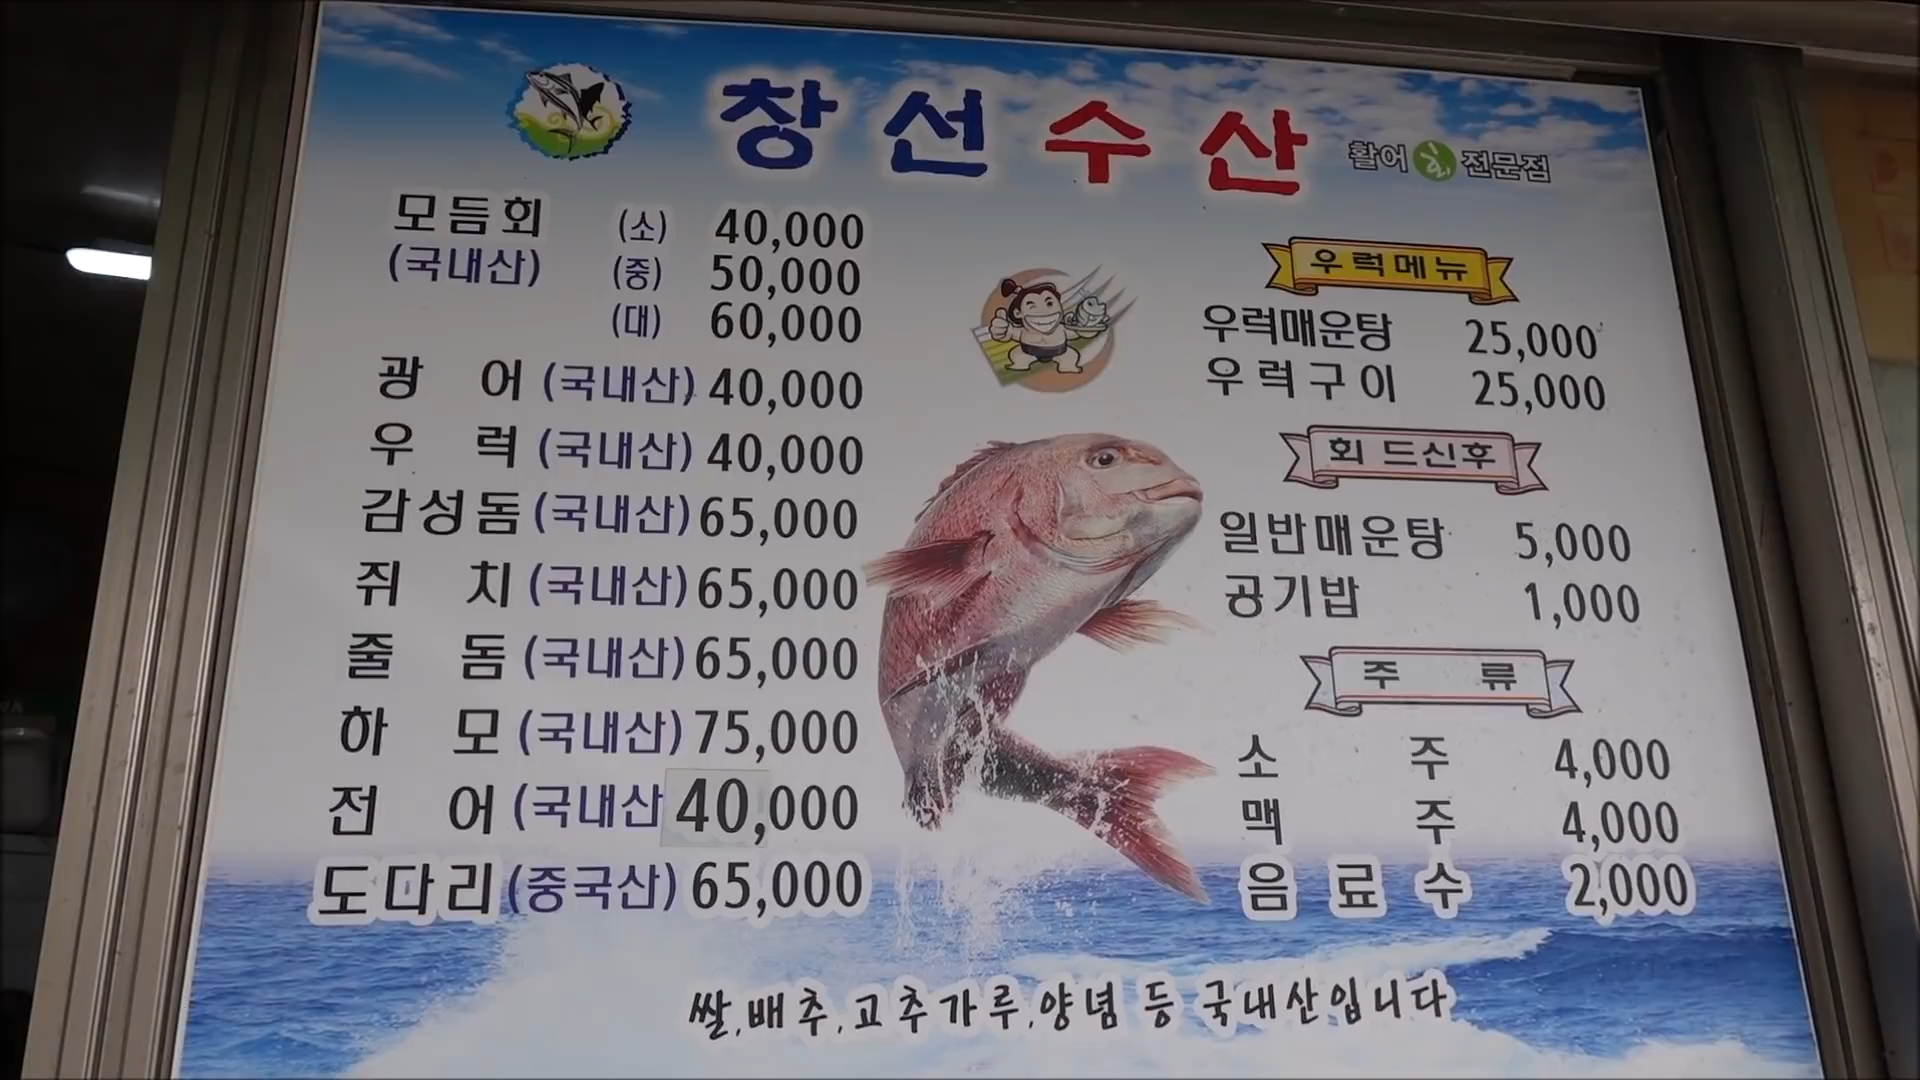 창선수산
활어 회 전문점
모듬회 (소) 40,000
(국내산) (중) 50,000
(대) 60,000
광 어 (국내산) 40,000
우 럭 (국내산) 40,000
감성돔 (국내산) 65,000
쥐 치 (국내산) 65,000
줄 돔 (국내산) 65,000
하 모 (국내산) 75,000
전 어 (국내산 40,000
도다리 (중국산) 65,000
우럭메뉴
우럭매운탕 25,000
우럭구이 25,000
회 드신후
일반매운탕 5,000
공기밥 1,000
주 류
소 주 4,000
맥 주 4,000
음 료 수 2,000
쌀,배추,고추가루,양념 등 국내산입니다